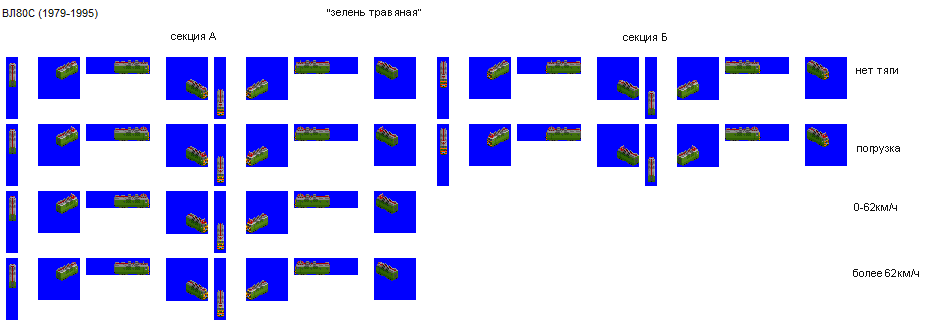 ВЛ80С (1979-1995)
"зелень травяная"
секция А
секция Б
нет тяги
погрузка
0-62км/ч
более 62км/ч